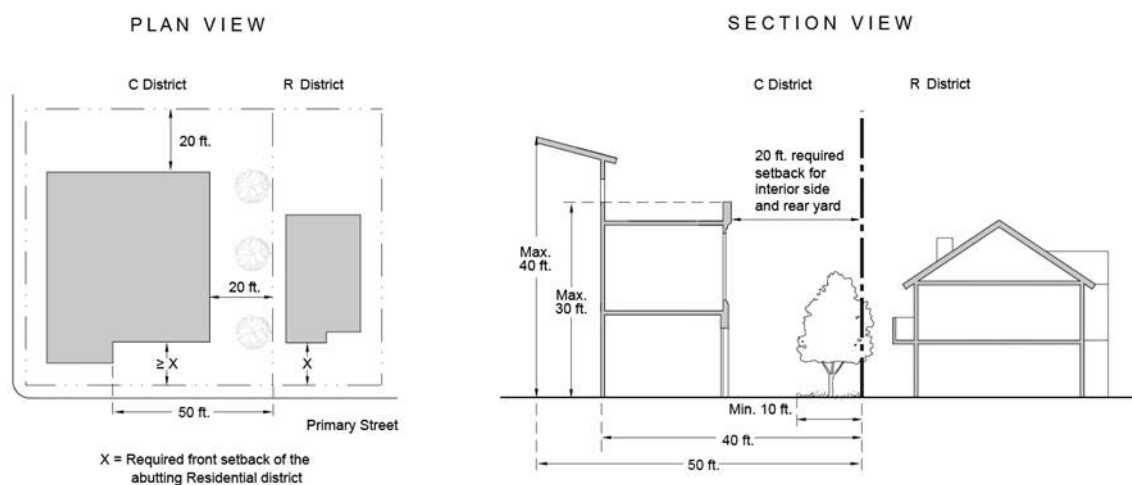 PLAN VIEW
C District
R District
20 ft.
20 ft.
≥ X
X
50 ft.
Primary Street
X = Required front setback of the
abutting Residential district
SECTION VIEW
C District
R District
20 ft. required
setback for
interior side
and rear yard
Max.
40 ft.
Max.
30 ft.
Min. 10 ft.
40 ft.
50 ft.